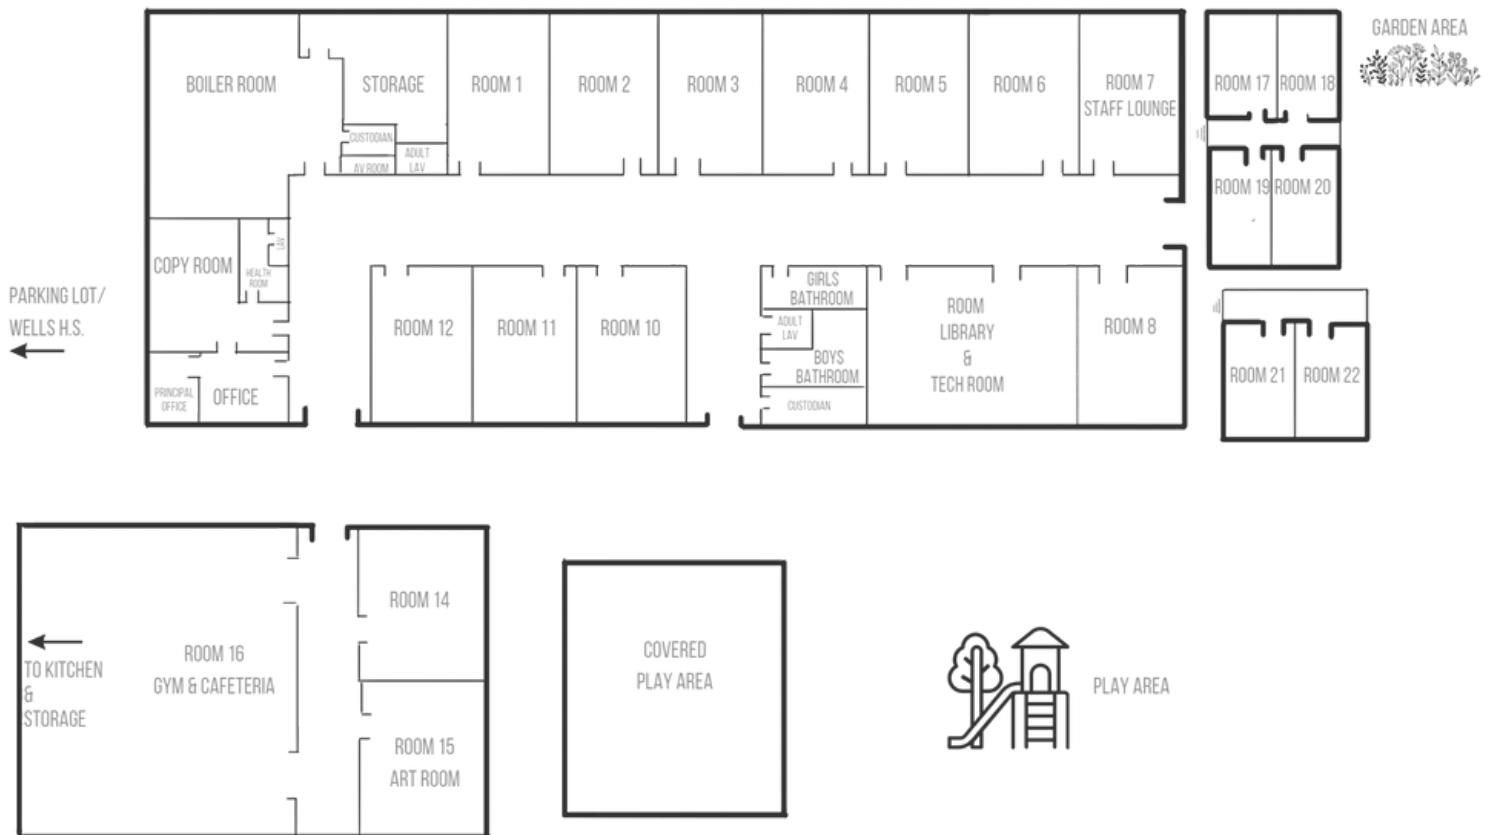 BOILER ROOM
STORAGE
ROOM 1
ROOM 2
ROOM 3
ROOM 4
ROOM 5
ROOM 6
ROOM 7
STAFF LOUNGE
ROOM 17
ROOM 18
GARDEN AREA
CUSTODIAN
AV ROOM
ADULT
LAV
ROOM 19
ROOM 20
COPY ROOM
LAV
HEALTH
ROOM
PARKING LOT/
WELLS H.S.
PRINCIPAL
OFFICE
OFFICE
ROOM 12
ROOM 11
ROOM 10
GIRLS
BATHROOM
ADULT
LAV
BOYS
BATHROOM
CUSTODIAN
ROOM
LIBRARY
&
TECH ROOM
ROOM 8
ROOM 21
ROOM 22
ROOM 16
GYM & CAFETERIA
TO KITCHEN
&
STORAGE
ROOM 14
ROOM 15
ART ROOM
COVERED
PLAY AREA
PLAY AREA